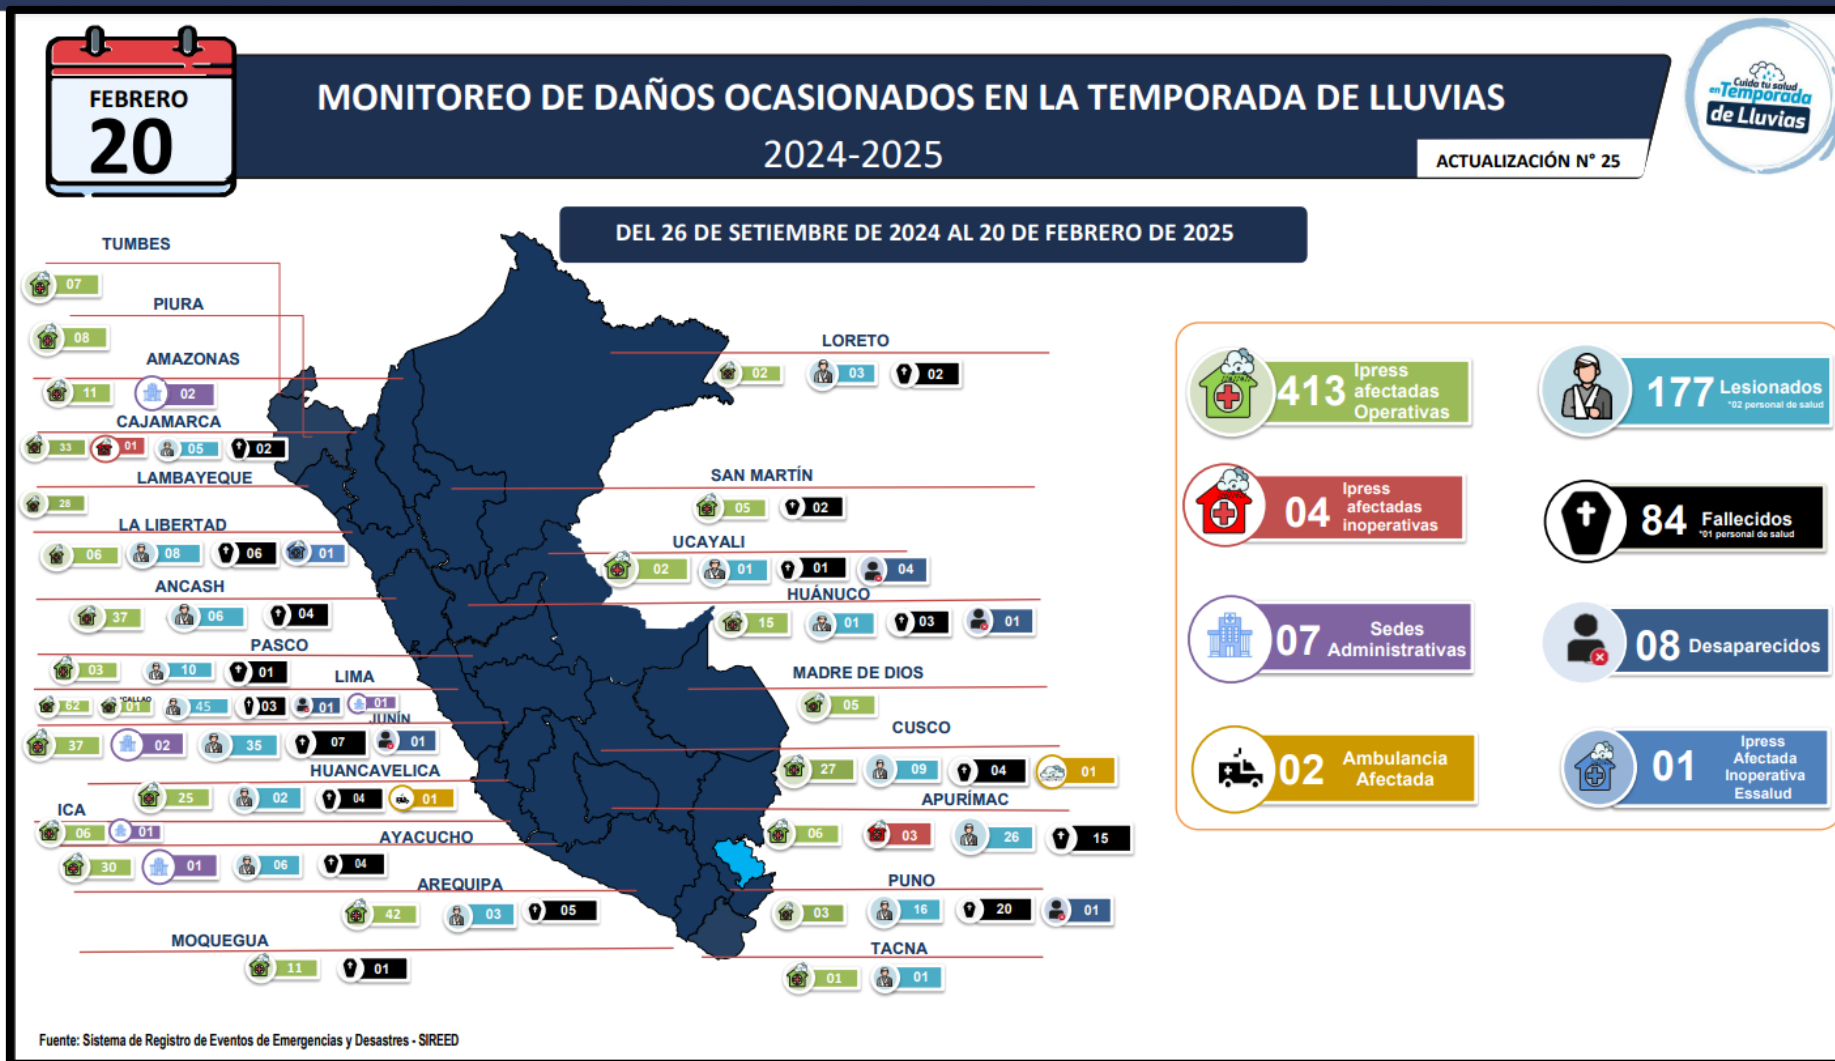 FEBRERO
20
MONITOREO DE DAÑOS OCASIONADOS EN LA TEMPORADA DE LLUVIAS
2024-2025
ACTUALIZACIÓN N° 25
Cuida tu salud
en Temporada
de Lluvias
DEL 26 DE SETIEMBRE DE 2024 AL 20 DE FEBRERO DE 2025
TUMBES
07
PIURA
08
AMAZONAS
11 02
CAJAMARCA
33 01 05 02
LAMBAYEQUE
28
LA LIBERTAD
06 08 06 01
ANCASH
37 06 04
PASCO
03 10 01
LIMA
62 *CALLAO 01 45 03 01 01
JUNÍN
37 02 35 07 01
HUANCAVELICA
25 02 04 01
ICA
06 01
AYACUCHO
30 01 06 04
AREQUIPA
42 03 05
MOQUEGUA
11 01
LORETO
02 03 02
SAN MARTÍN
05 02
UCAYALI
02 01 01 04
HUÁNUCO
15 01 03 01
MADRE DE DIOS
05
CUSCO
27 09 04 01
APURÍMAC
06 03 26 15
PUNO
03 16 20 01
TACNA
01 01
413 Ipress
afectadas
Operativas
177 Lesionados
*02 personal de salud
04 Ipress
afectadas
inoperativas
84 Fallecidos
*01 personal de salud
07 Sedes
Administrativas
08 Desaparecidos
02 Ambulancia
Afectada
01 Ipress
Afectada
Inoperativa
Essalud
Fuente: Sistema de Registro de Eventos de Emergencias y Desastres - SIREED